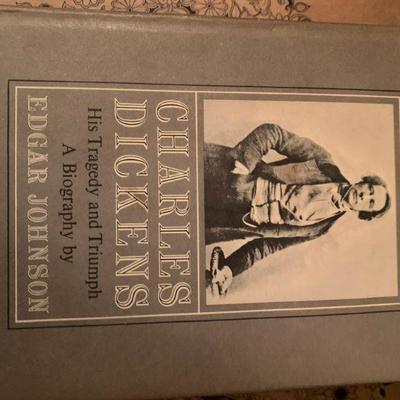 CHARLES
DICKENS
His Tragedy and Triumph
A Biography by
EDGAR JOHNSON